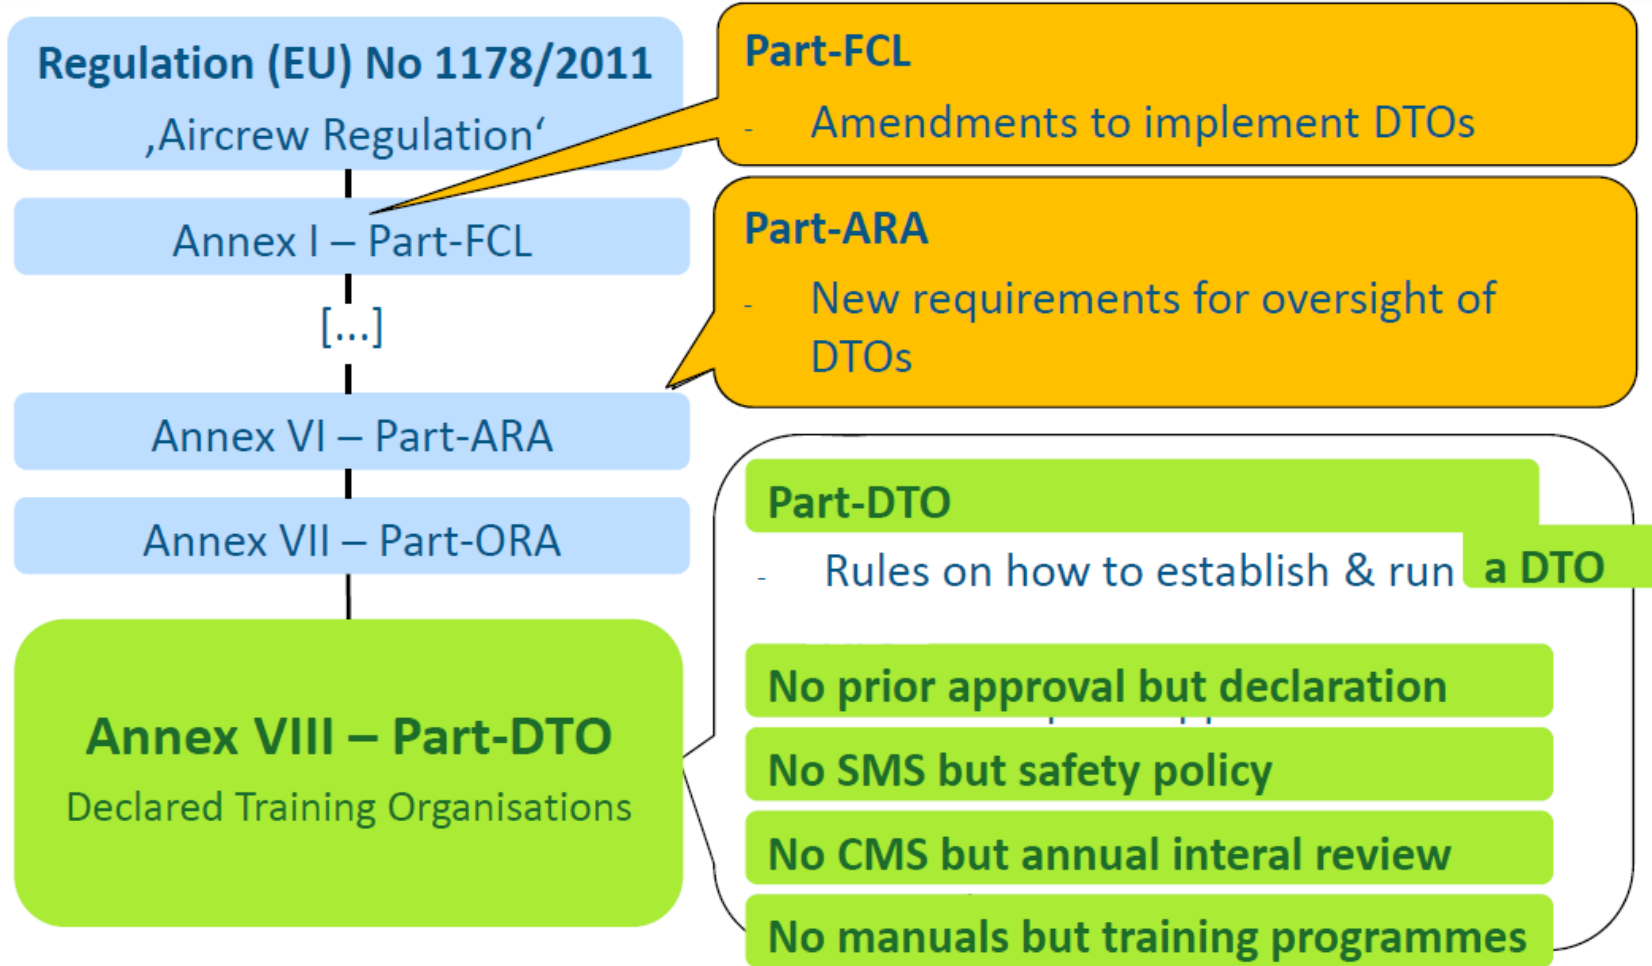 Regulation (EU) No 1178/2011
‚Aircrew Regulation‘
Annex I – Part-FCL
[...]
Annex VI – Part-ARA
Annex VII – Part-ORA
Annex VIII – Part-DTO
Declared Training Organisations
Part-FCL
- Amendments to implement DTOs
Part-ARA
- New requirements for oversight of
DTOs
Part-DTO
- Rules on how to establish & run a DTO
No prior approval but declaration
No SMS but safety policy
No CMS but annual interal review
No manuals but training programmes